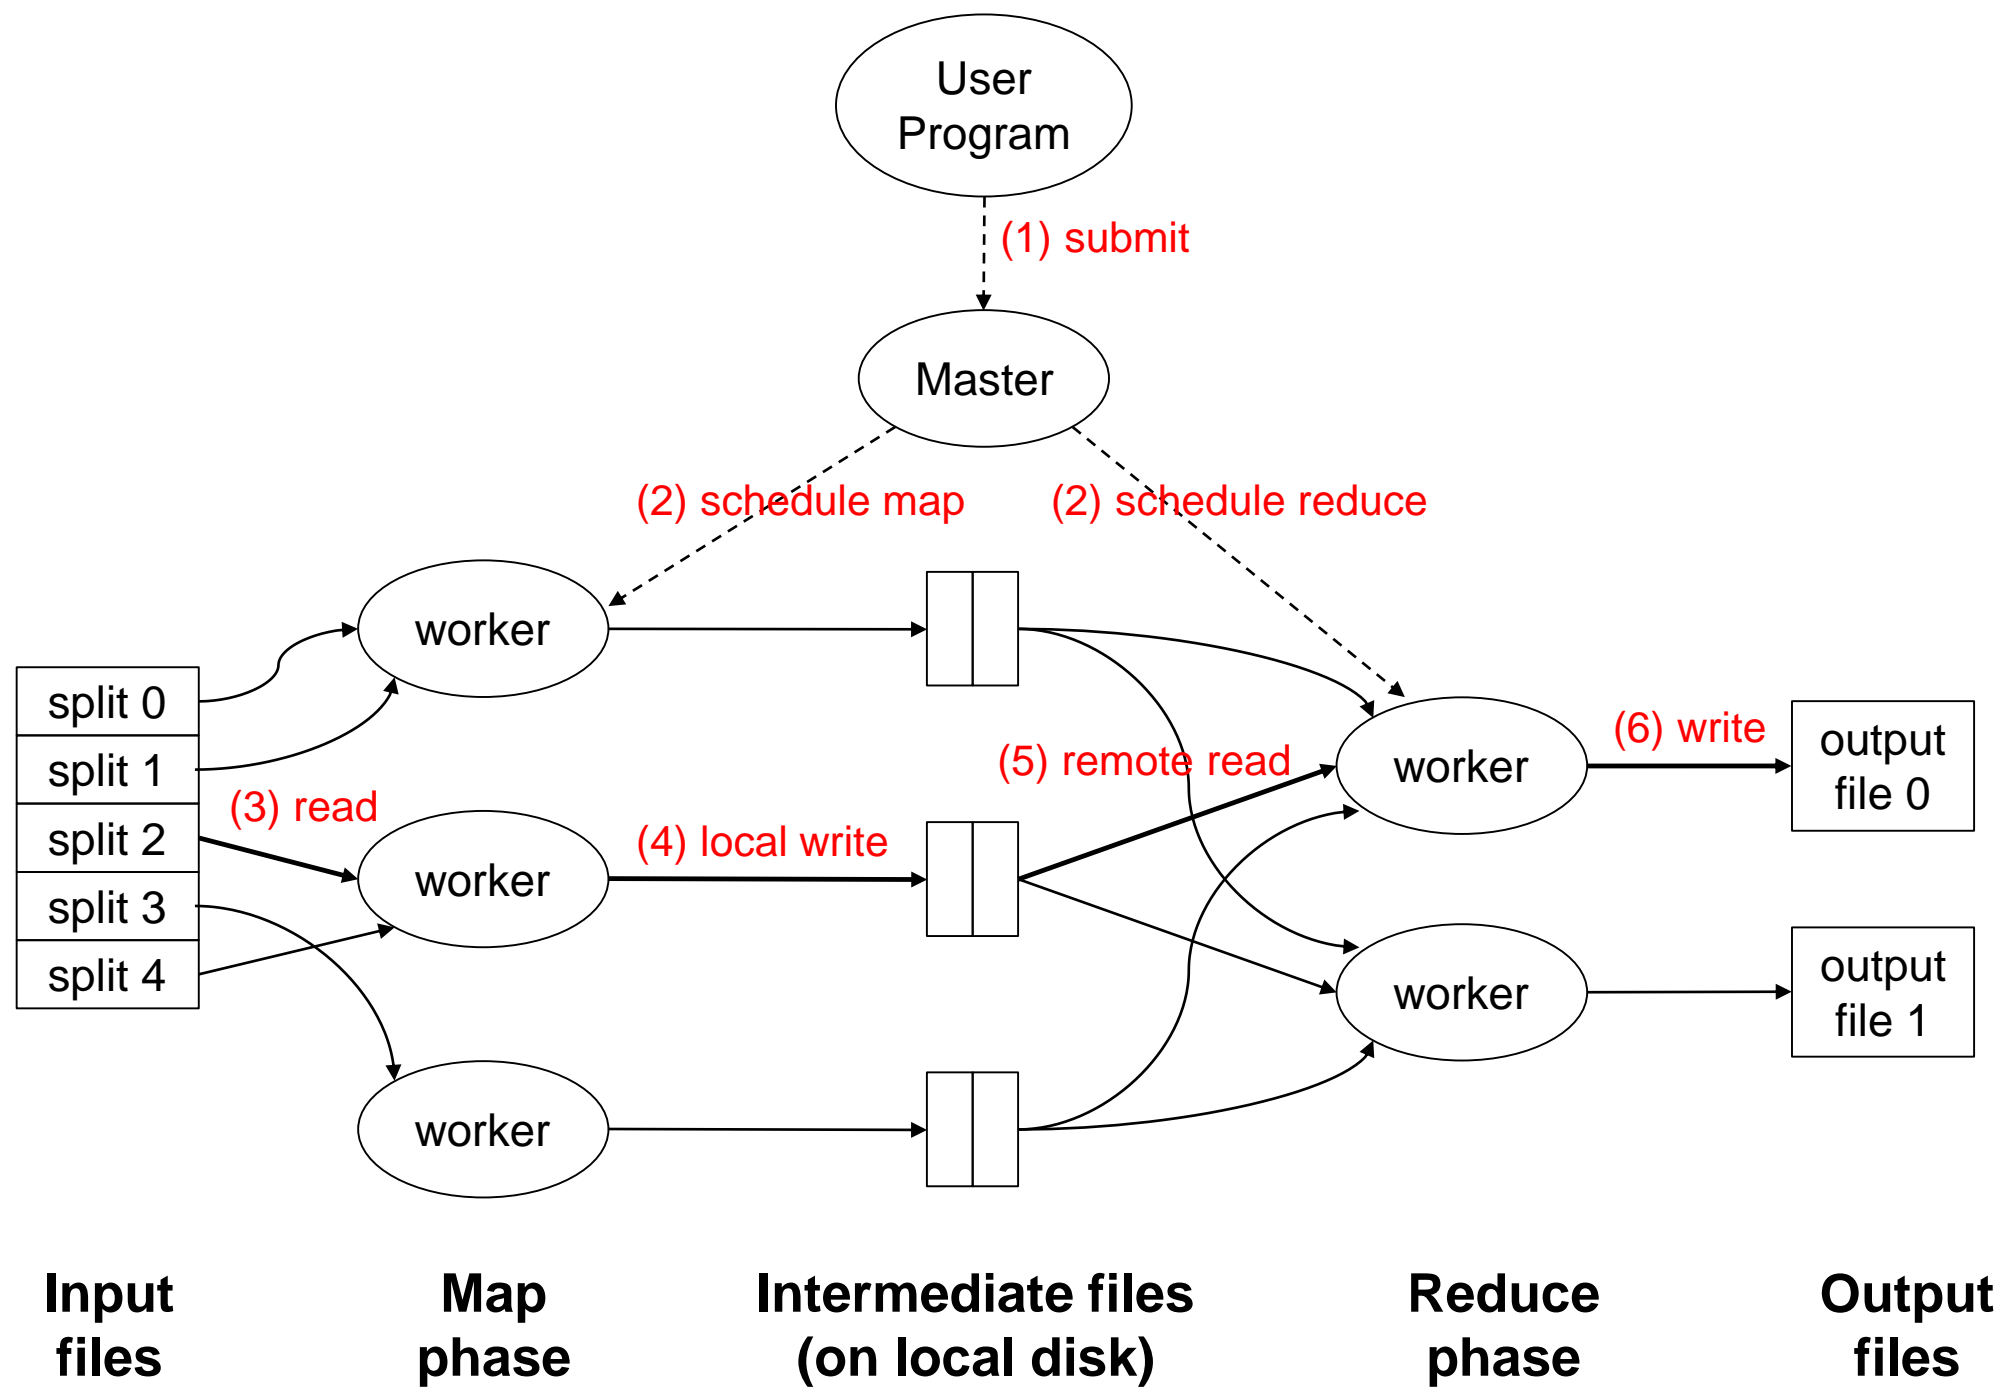 User
Program
(1) submit
Master
(2) schedule map
(2) schedule reduce
worker
split 0
split 1
split 2
split 3
split 4
(3) read
worker
(4) local write
worker
(5) remote read
worker
(6) write
output
file 0
worker
output
file 1
Input
files
Map
phase
Intermediate files
(on local disk)
Reduce
phase
Output
files